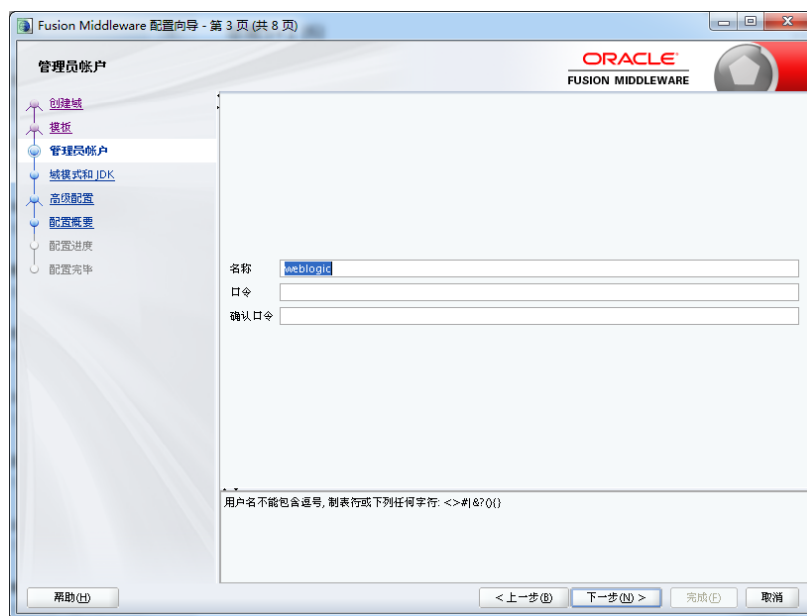 Fusion Middleware 配置向导 - 第 3 页 (共 8 页)
管理员帐户
ORACLE
FUSION MIDDLEWARE
创建域
模板
管理员帐户
域模式和 JDK
高级配置
配置概要
配置进度
配置完毕
名称 weblogic
口令
确认口令
用户名不能包含逗号, 制表符或下列任何字符: <>#|&?(){}
帮助(H) < 上一步(B) 下一步(N) > 完成(F) 取消